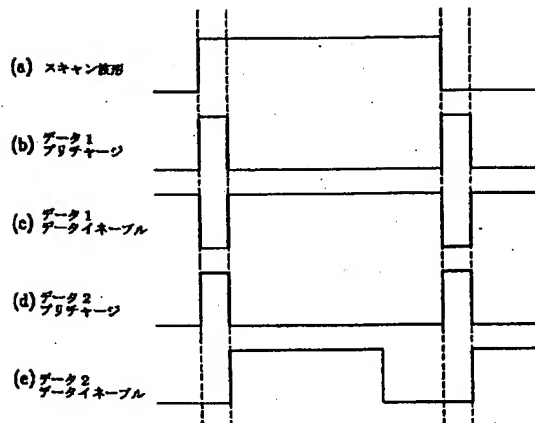 (a) スキャン波形
(b) データ1
プリチャージ
(c) データ1
データイネーブル
(d) データ2
プリチャージ
(e) データ2
データイネーブル